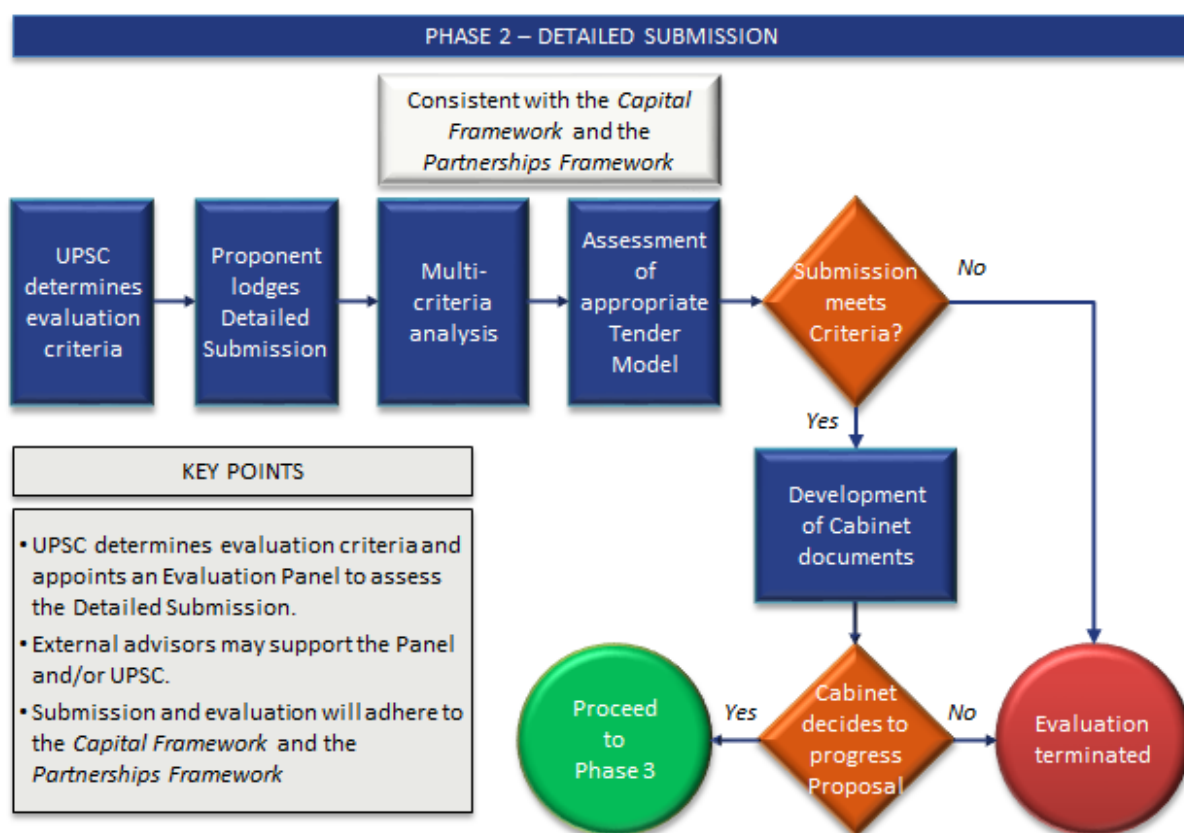 PHASE 2 – DETAILED SUBMISSION
Consistent with the Capital
Framework and the
Partnerships Framework
UPSC
determines
evaluation
criteria
Proponent
lodges
Detailed
Submission
Multi-
criteria
analysis
Assessment
of
appropriate
Tender
Model
Submission
meets
Criteria?
No
Yes
Development
of Cabinet
documents
KEY POINTS
• UPSC determines evaluation criteria and
appoints an Evaluation Panel to assess
the Detailed Submission.
• External advisors may support the Panel
and/or UPSC.
• Submission and evaluation will adhere to
the Capital Framework and the
Partnerships Framework
Proceed
to
Phase 3
Yes
Cabinet
decides to
progress
Proposal
No
Evaluation
terminated